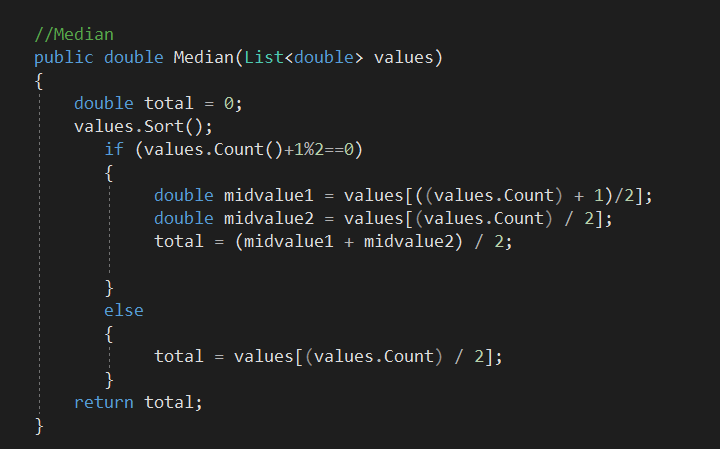 //Median
public double Median(List<double> values)
{
    double total = 0;
    values.Sort();
       if (values.Count()+1%2==0)
       {
            double midvalue1 = values[((values.Count) + 1)/2];
            double midvalue2 = values[(values.Count) / 2];
            total = (midvalue1 + midvalue2) / 2;

       }
       else
       {
            total = values[(values.Count) / 2];
       }
    return total;
}